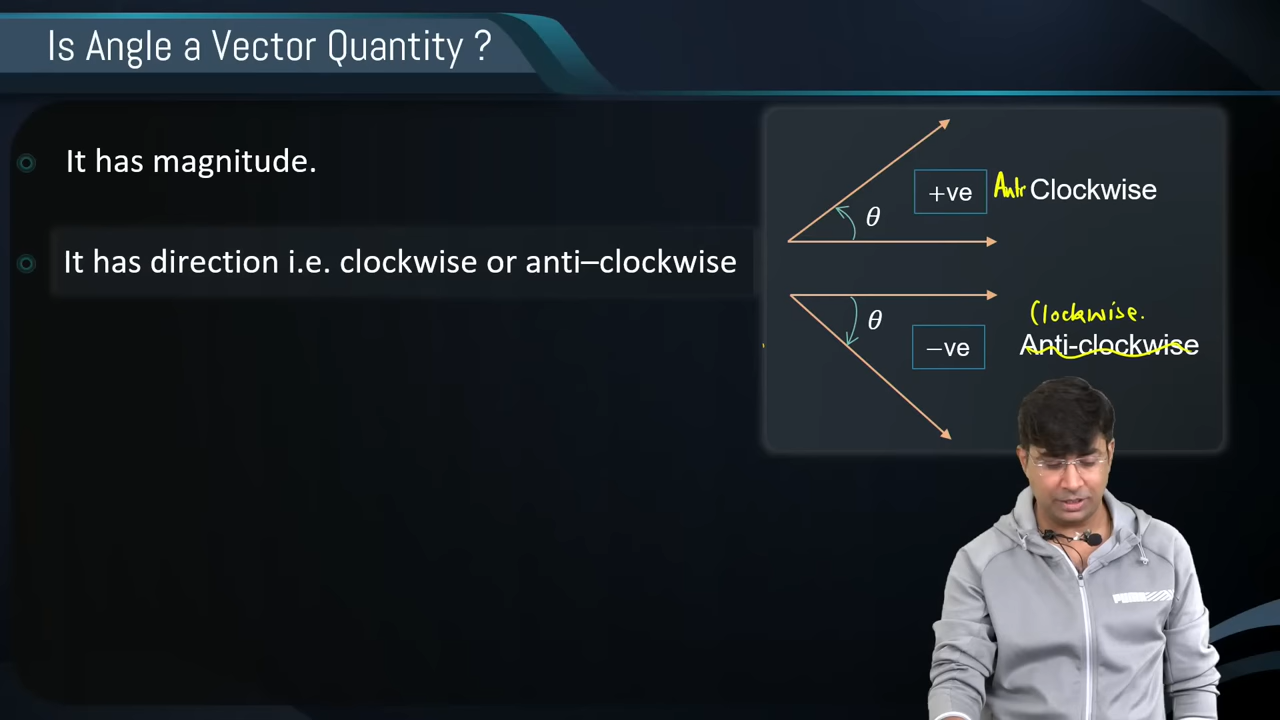 Is Angle a Vector Quantity ?
It has magnitude.
It has direction i.e. clockwise or anti–clockwise
θ
+ve
Anti Clockwise
θ
−ve
Clockwise.
Anti-clockwise